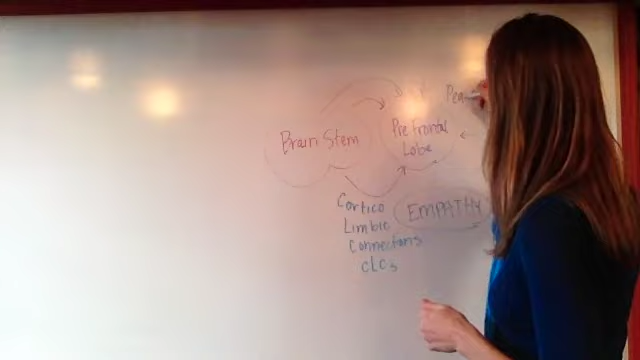 Brain Stem
Pre frontal
Lobe
Cortico
Limbic
Connections
CLCs
EMPATHY